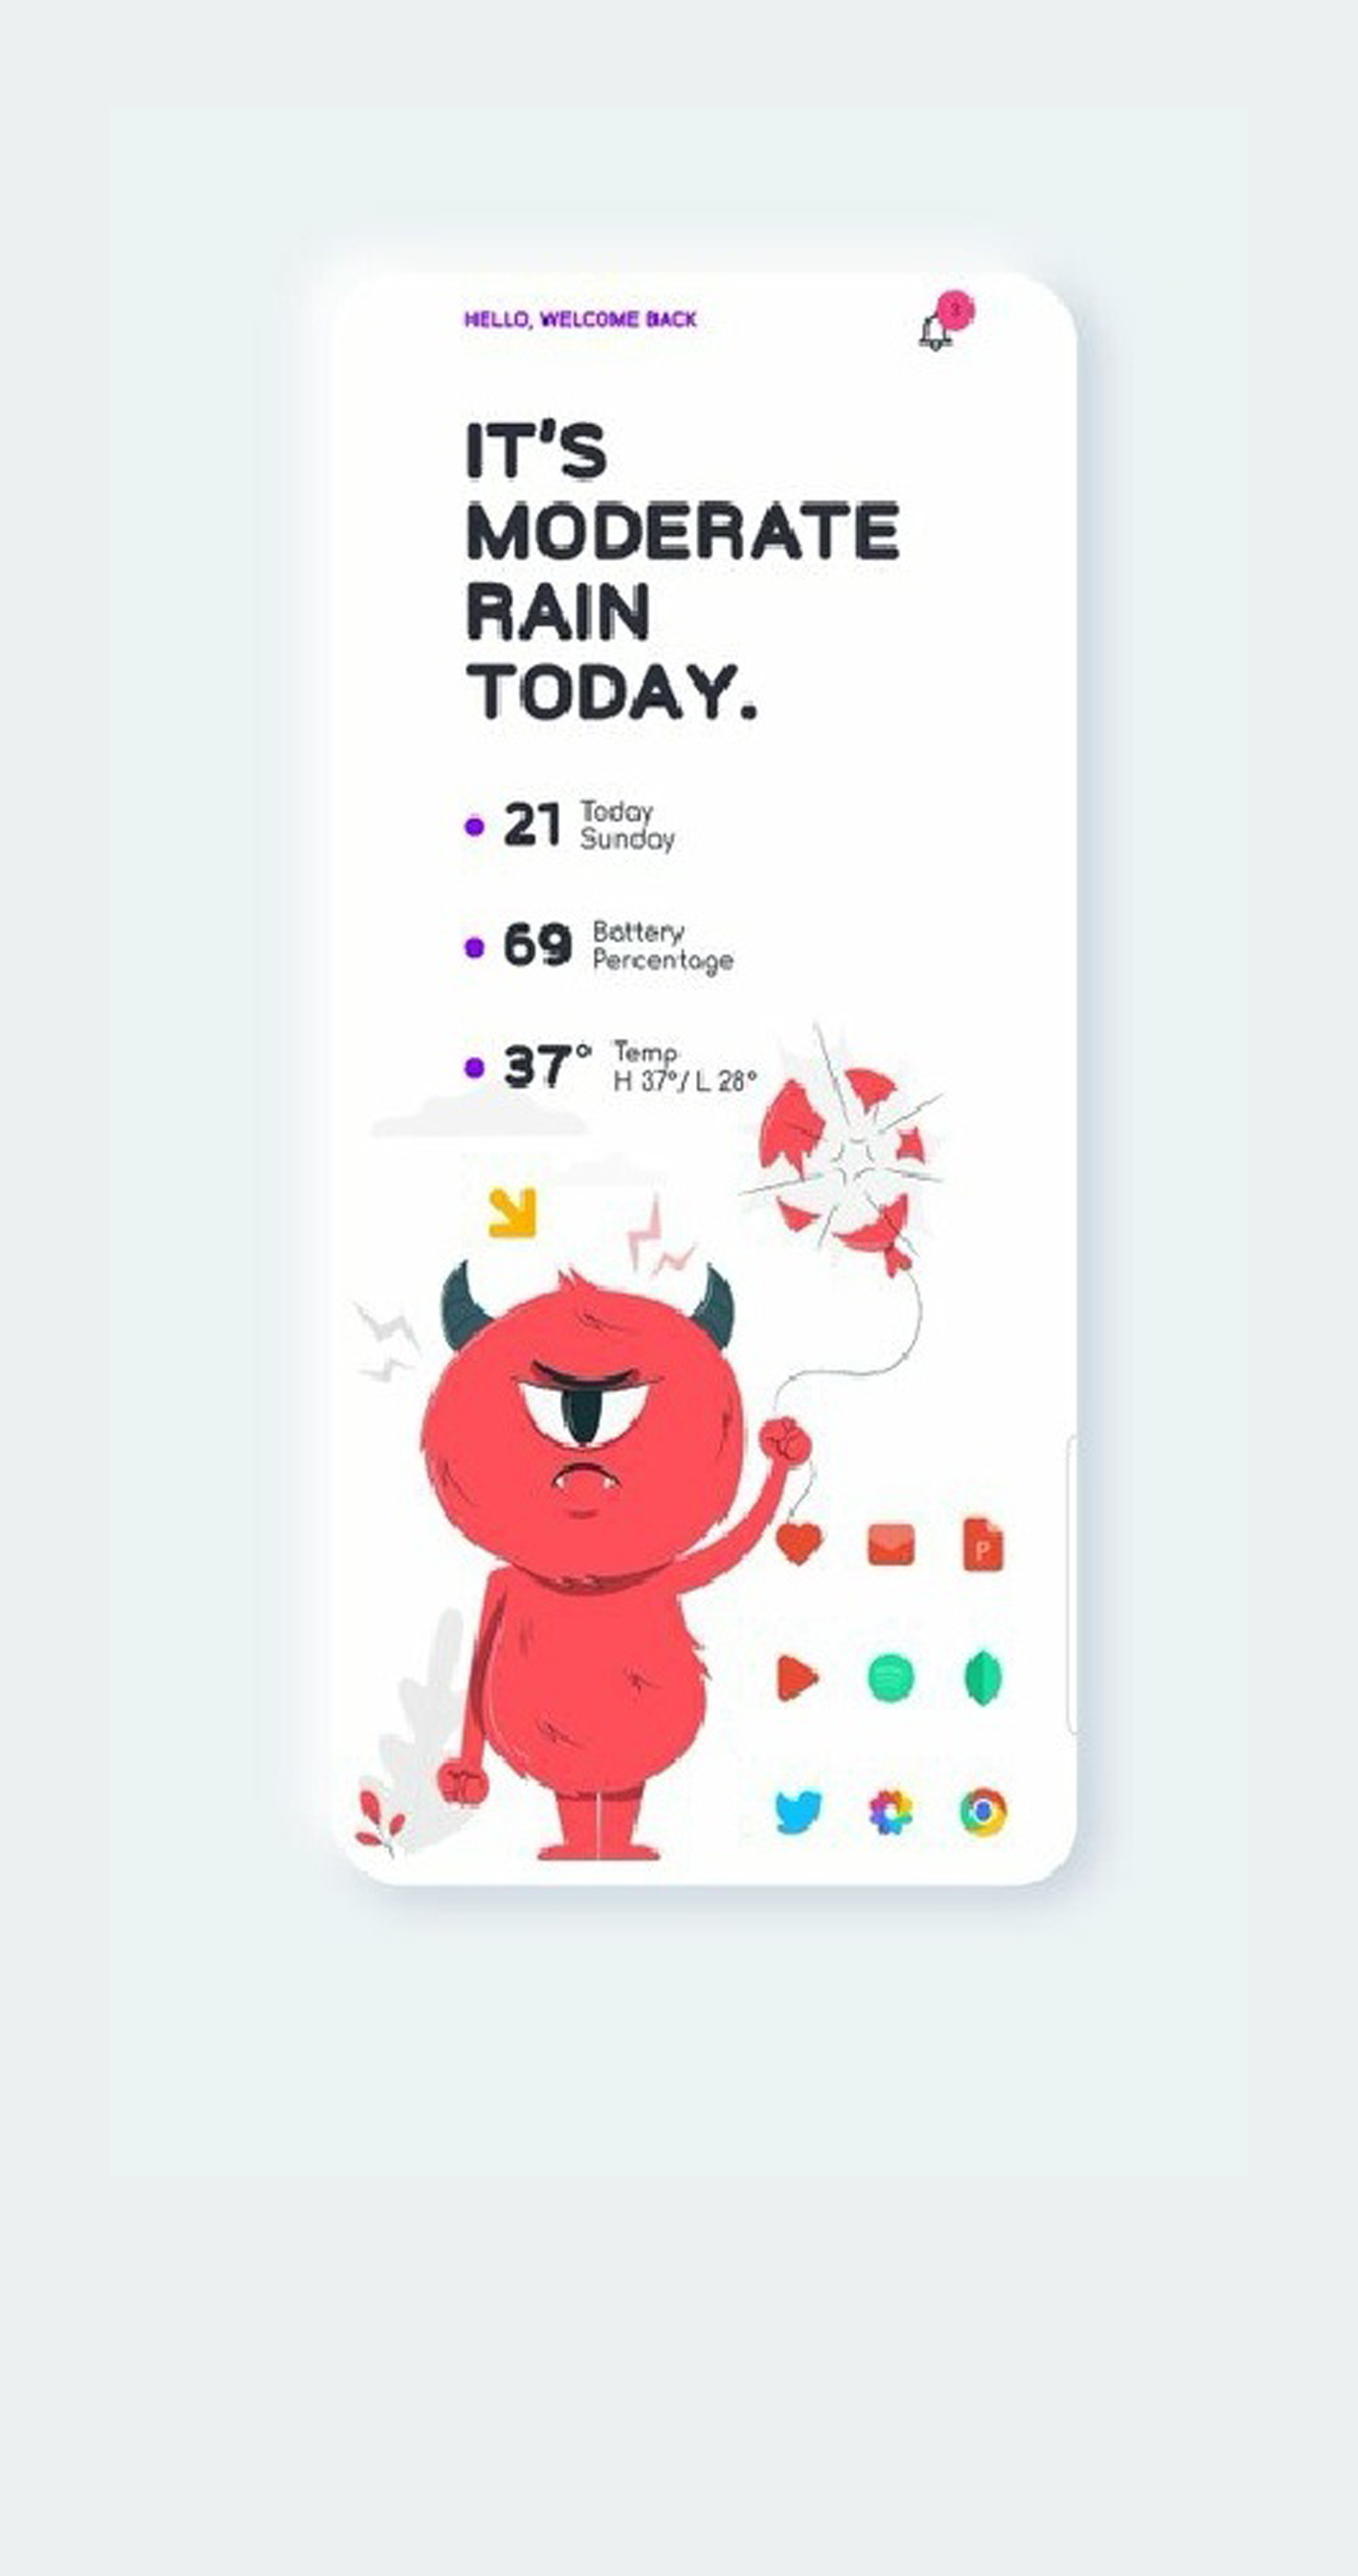 HELLO, WELCOME BACK
3
IT'S
MODERATE
RAIN
TODAY.
21 Today
Sunday
69 Battery
Percentage
37° Temp
H 37°/ L 28°
P